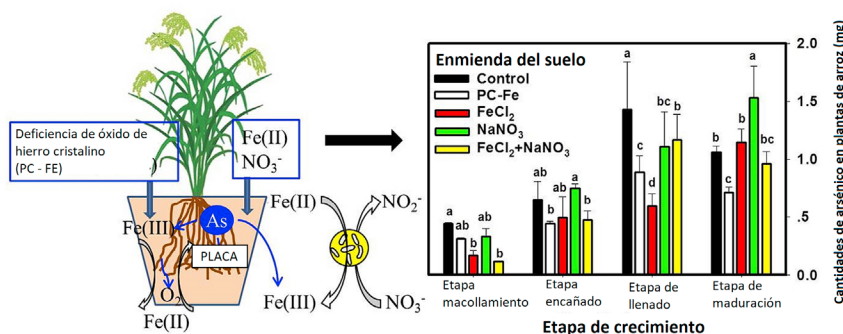 Deficiencia de óxido de
hierro cristalino
(PC - FE)
)
Fe(II)
NO₃⁻
Fe(III)
As
PLACA
O₂
Fe(II)
Fe(II)
NO₂⁻
Fe(III)
NO₃⁻
Enmienda del suelo
Control
PC-Fe
FeCl₂
NaNO₃
FeCl₂+NaNO₃
a
ab
b
ab
b
ab
b
ab
a
b
a
c
d
bc
b
b
c
b
a
bc
2.0
1.5
1.0
.5
0.0
Cantidades de arsénico en plantas de arroz (mg)
Etapa
macollamiento
Etapa
encañado
Etapa de
llenado
Etapa de
maduración
Etapa de crecimiento